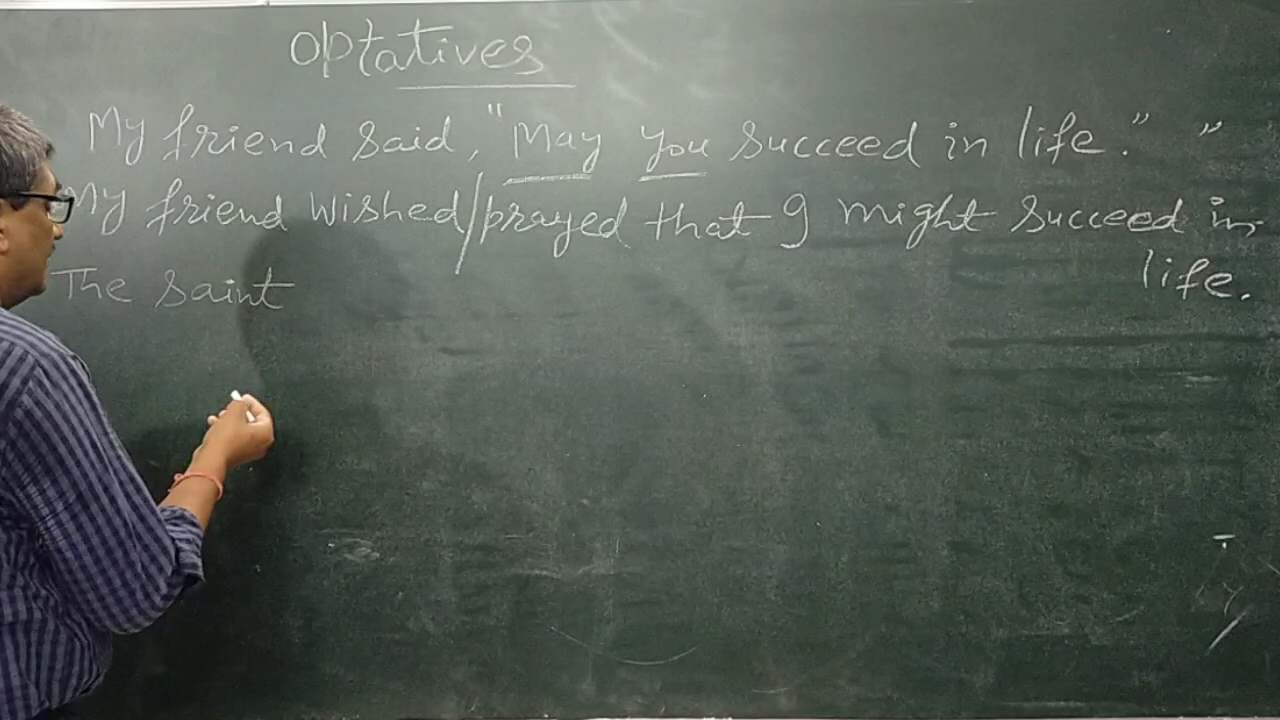 Optatives
My friend said, "May you succeed in life." "
My friend wished/prayed that I might succeed in
life.
The saint